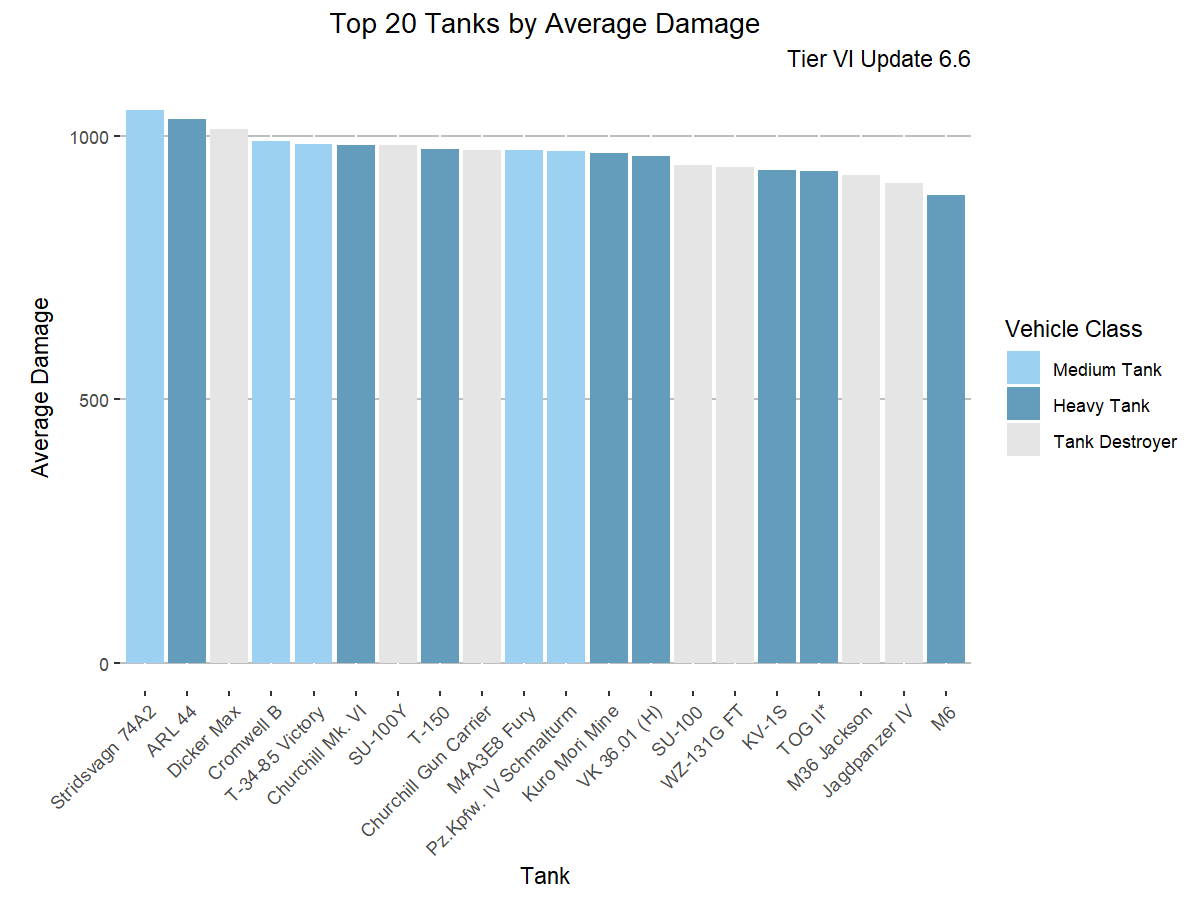 Top 20 Tanks by Average Damage
Tier VI Update 6.6
Average Damage
1000
500
0
Stridsvagn 74A2
ARL 44
Dicker Max
Cromwell B
T-34-85 Victory
Churchill Mk. VI
SU-100Y
T-150
Churchill Gun Carrier
M4A3E8 Fury
Pz.Kpfw. IV Schmalturm
Kuro Mori Mine
VK 36.01 (H)
SU-100
WZ-131G FT
KV-1S
TOG II*
M36 Jackson
Jagdpanzer IV
M6
Tank
Vehicle Class
Medium Tank
Heavy Tank
Tank Destroyer